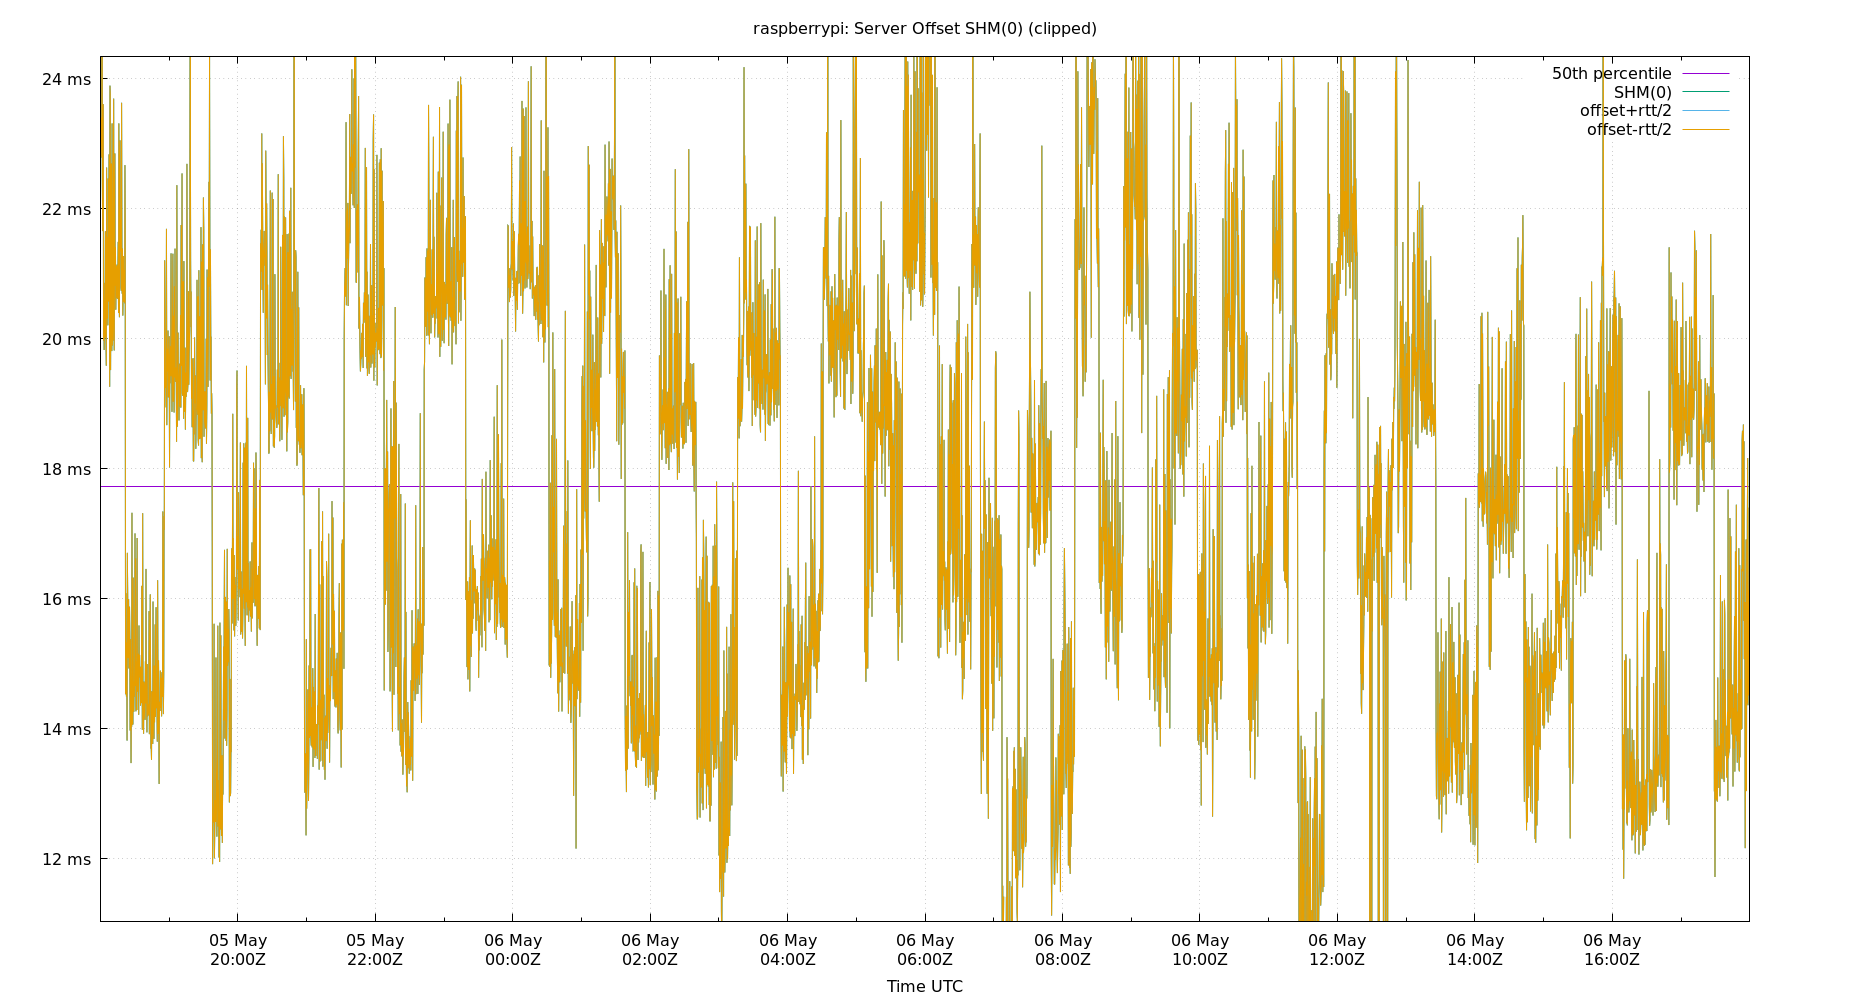 raspberrypi: Server Offset SHM(0) (clipped)
24 ms
22 ms
20 ms
18 ms
16 ms
14 ms
12 ms
50th percentile
SHM(0)
offset+rtt/2
offset-rtt/2
05 May
20:00Z
05 May
22:00Z
06 May
00:00Z
06 May
02:00Z
06 May
04:00Z
06 May
06:00Z
06 May
08:00Z
06 May
10:00Z
06 May
12:00Z
06 May
14:00Z
06 May
16:00Z
Time UTC